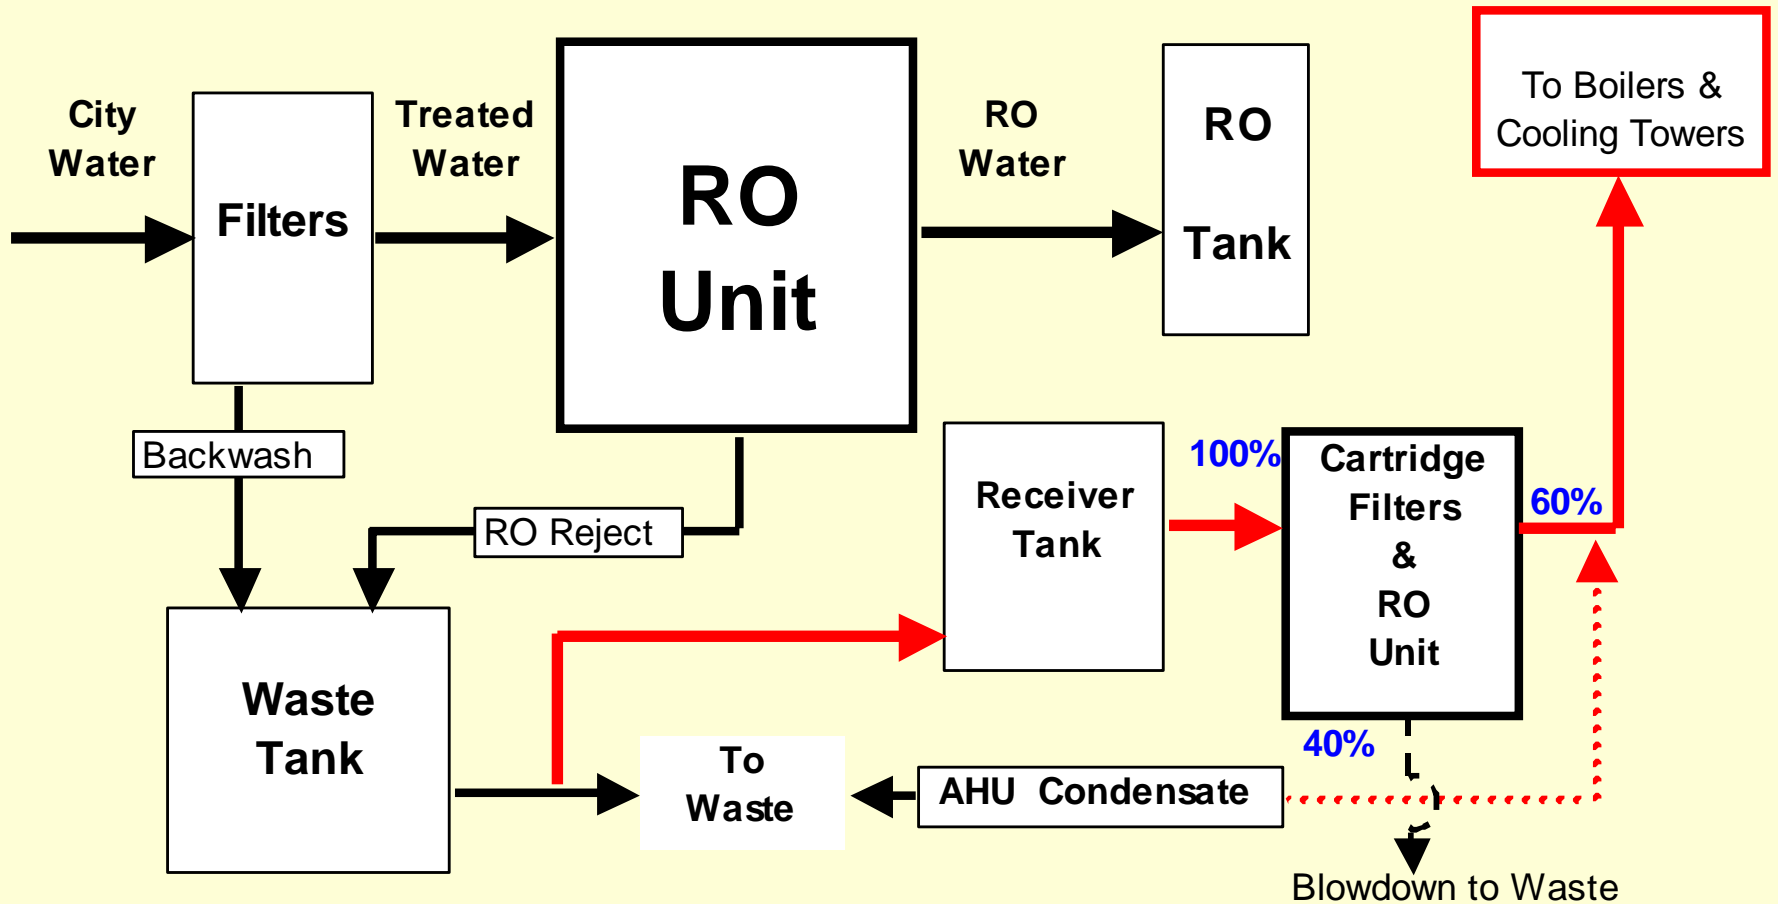 City
Water
Filters
Treated
Water
RO
Unit
RO
Water
RO
Tank
To Boilers &
Cooling Towers
Backwash
RO Reject
Receiver
Tank
100%
Cartridge
Filters
&
RO
Unit
60%
40%
Waste
Tank
To
Waste
AHU Condensate
Blowdown to Waste